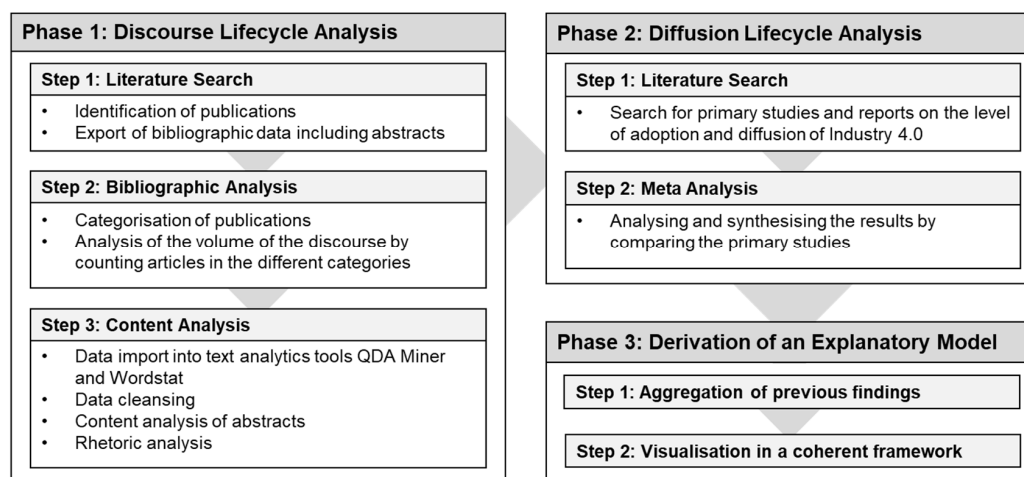 Phase 1: Discourse Lifecycle Analysis
Step 1: Literature Search
• Identification of publications
• Export of bibliographic data including abstracts
Step 2: Bibliographic Analysis
• Categorisation of publications
• Analysis of the volume of the discourse by
counting articles in the different categories
Step 3: Content Analysis
• Data import into text analytics tools QDA Miner
and Wordstat
• Data cleansing
• Content analysis of abstracts
• Rhetoric analysis
Phase 2: Diffusion Lifecycle Analysis
Step 1: Literature Search
• Search for primary studies and reports on the level
of adoption and diffusion of Industry 4.0
Step 2: Meta Analysis
• Analysing and synthesising the results by
comparing the primary studies
Phase 3: Derivation of an Explanatory Model
Step 1: Aggregation of previous findings
Step 2: Visualisation in a coherent framework